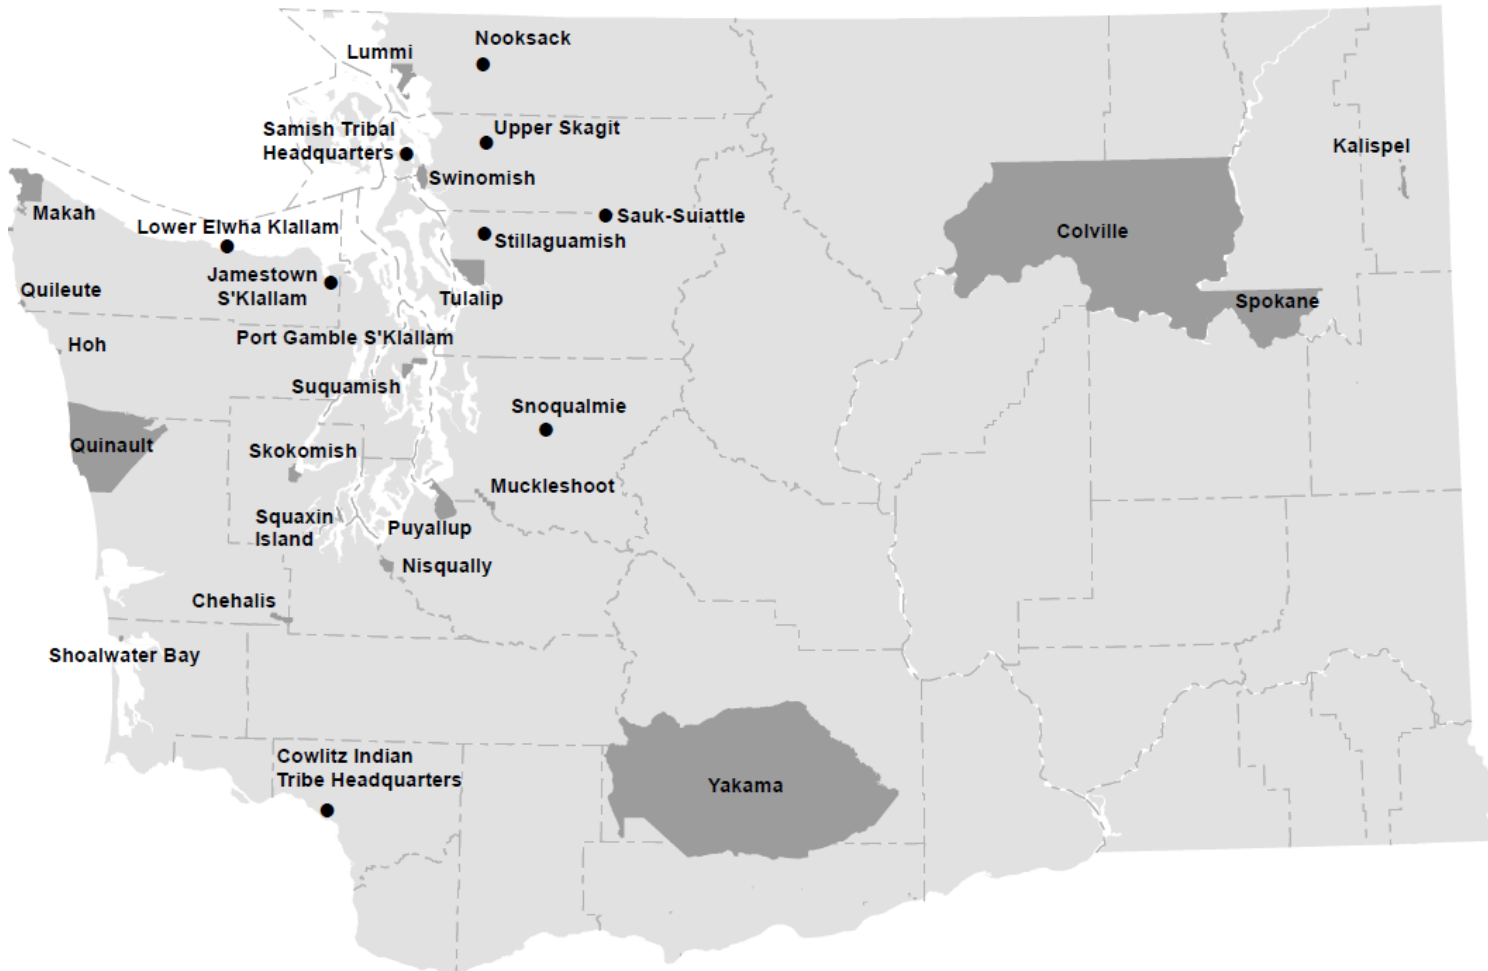 Nooksack
Lummi
Samish Tribal
Headquarters
Upper Skagit
Kalispel
Swinomish
Makah
Sauk-Suiattle
Lower Elwha Klallam
Stillaguamish
Colville
Jamestown
S'Klallam
Quileute
Tulalip
Spokane
Port Gamble S'Klallam
Hoh
Suquamish
Snoqualmie
Quinault
Skokomish
Muckleshoot
Squaxin
Island
Puyallup
Nisqually
Chehalis
Shoalwater Bay
Cowlitz Indian
Tribe Headquarters
Yakama